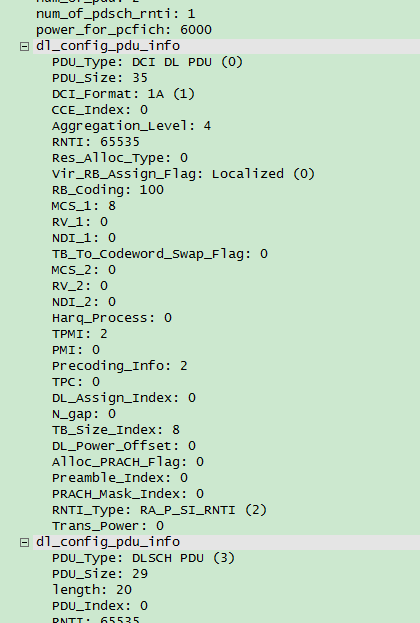 num_of_pdu: 2
num_of_pdsch_rnti: 1
power_for_pcfich: 6000
dl_config_pdu_info
PDU_Type: DCI DL PDU (0)
PDU_Size: 35
DCI_Format: 1A (1)
CCE_Index: 0
Aggregation_Level: 4
RNTI: 65535
Res_Alloc_Type: 0
Vir_RB_Assign_Flag: Localized (0)
RB_Coding: 100
MCS_1: 8
RV_1: 0
NDI_1: 0
TB_To_Codeword_Swap_Flag: 0
MCS_2: 0
RV_2: 0
NDI_2: 0
Harq_Process: 0
TPMI: 2
PMI: 0
Precoding_Info: 2
TPC: 0
DL_Assign_Index: 0
N_gap: 0
TB_Size_Index: 8
DL_Power_Offset: 0
Alloc_PRACH_Flag: 0
Preamble_Index: 0
PRACH_Mask_Index: 0
RNTI_Type: RA_P_SI_RNTI (2)
Trans_Power: 0
dl_config_pdu_info
PDU_Type: DLSCH PDU (3)
PDU_Size: 29
length: 20
PDU_Index: 0
RNTI: 65535